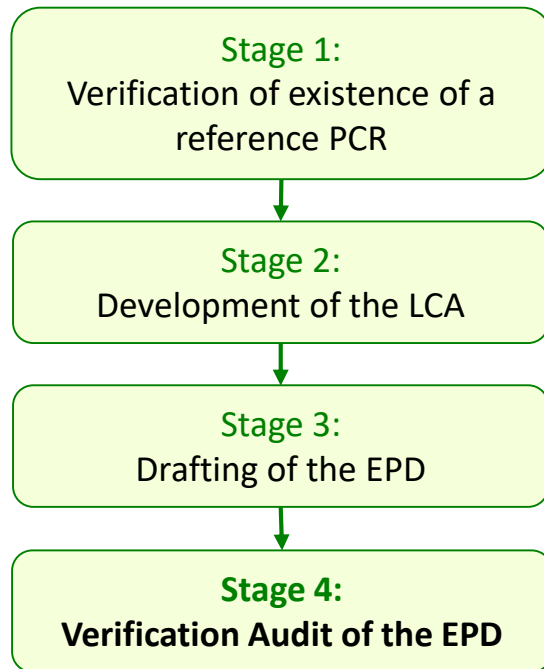 Stage 1:
Verification of existence of a
reference PCR
Stage 2:
Development of the LCA
Stage 3:
Drafting of the EPD
Stage 4:
Verification Audit of the EPD